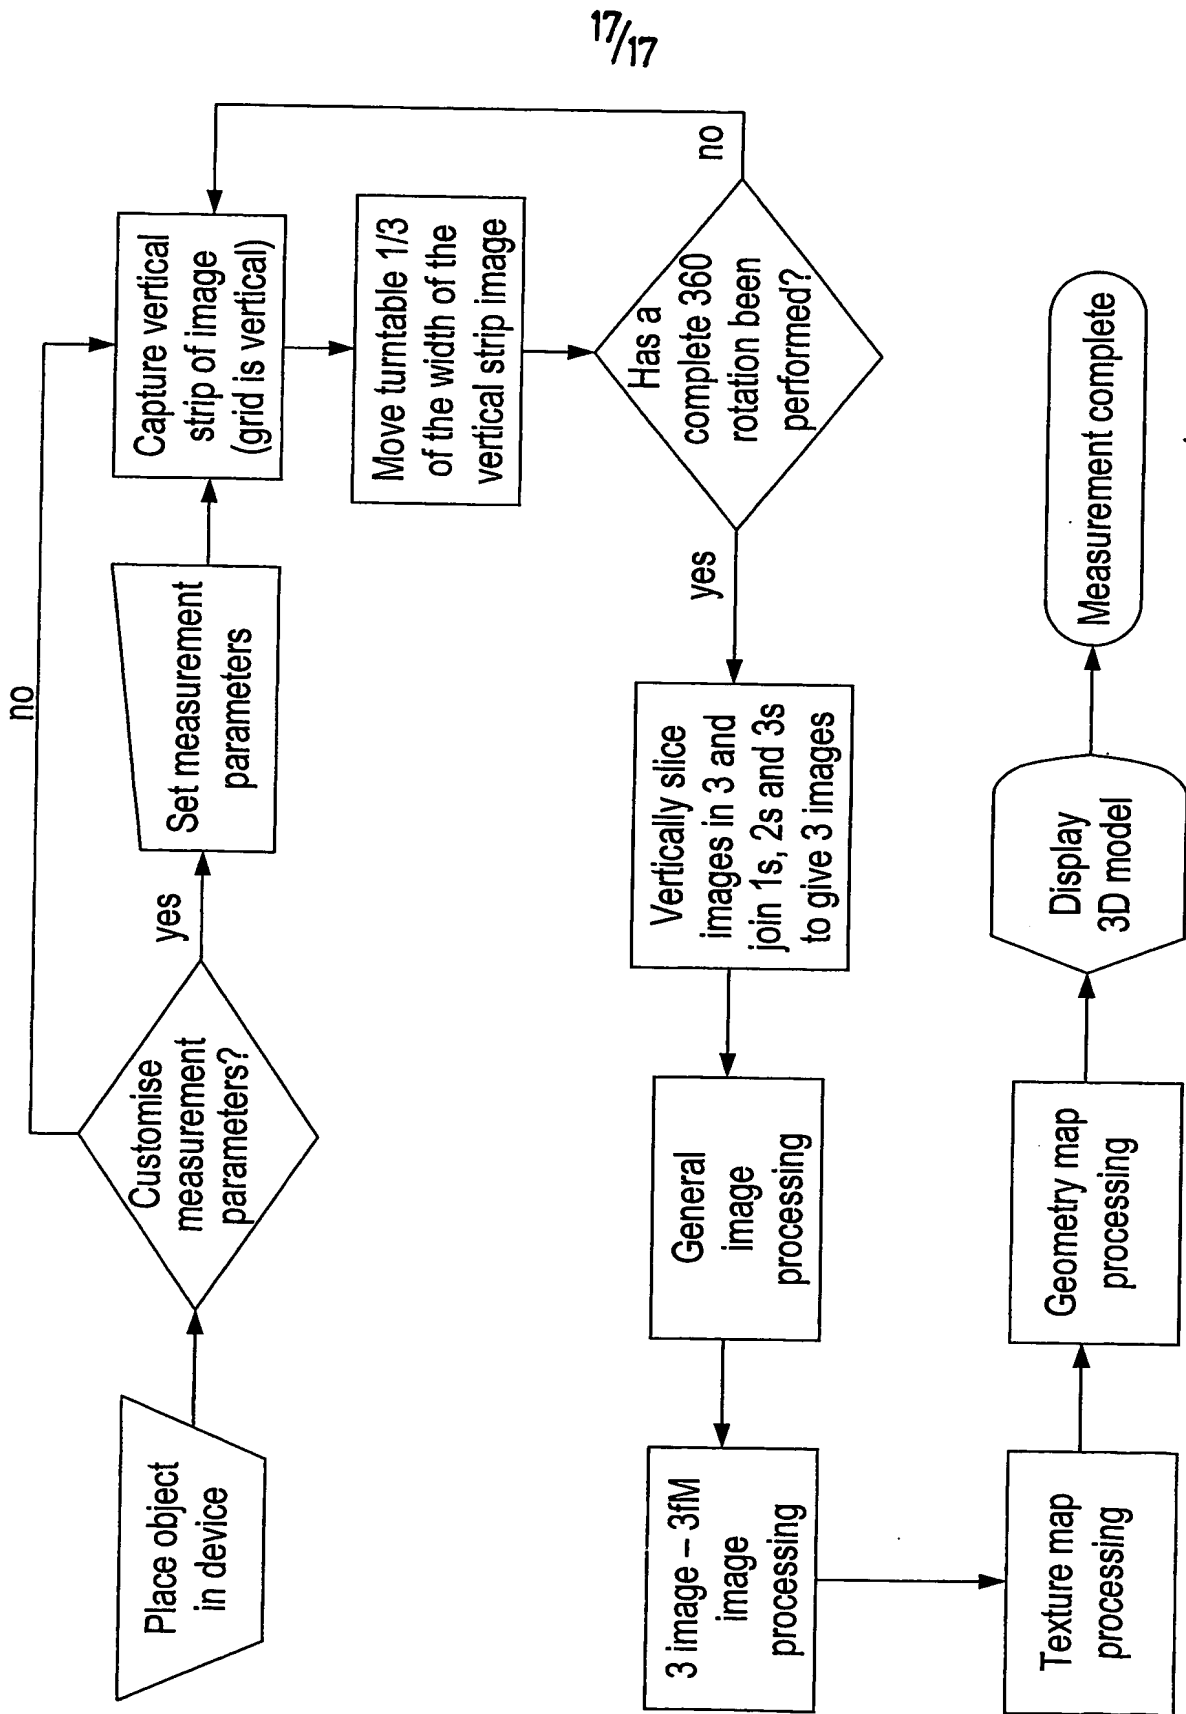 17/17
Place object
in device
Customise
measurement
parameters?
no
yes
Set measurement
parameters
Capture vertical
strip of image
(grid is vertical)
Move turntable 1/3
of the width of the
vertical strip image
Has a
complete 360
rotation been
performed?
no
yes
Vertically slice
images in 3 and
join 1s, 2s and 3s
to give 3 images
General
image
processing
3 image – 3fM
image
processing
Texture map
processing
Geometry map
processing
Display
3D model
Measurement complete